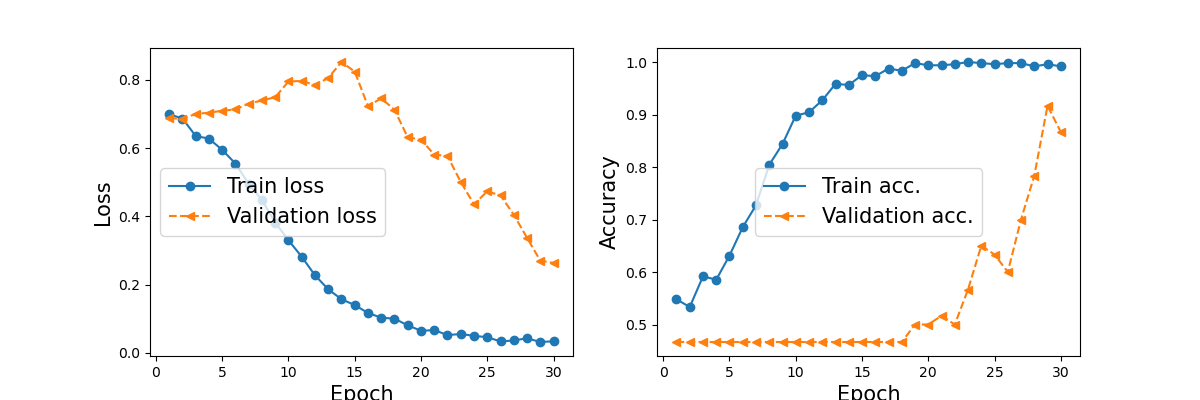 0.8
0.6
0.4
0.2
0.0
Loss
Train loss
Validation loss
0 5 10 15 20 25 30
Epoch
1.0
0.9
0.8
0.7
0.6
0.5
Accuracy
Train acc.
Validation acc.
0 5 10 15 20 25 30
Epoch